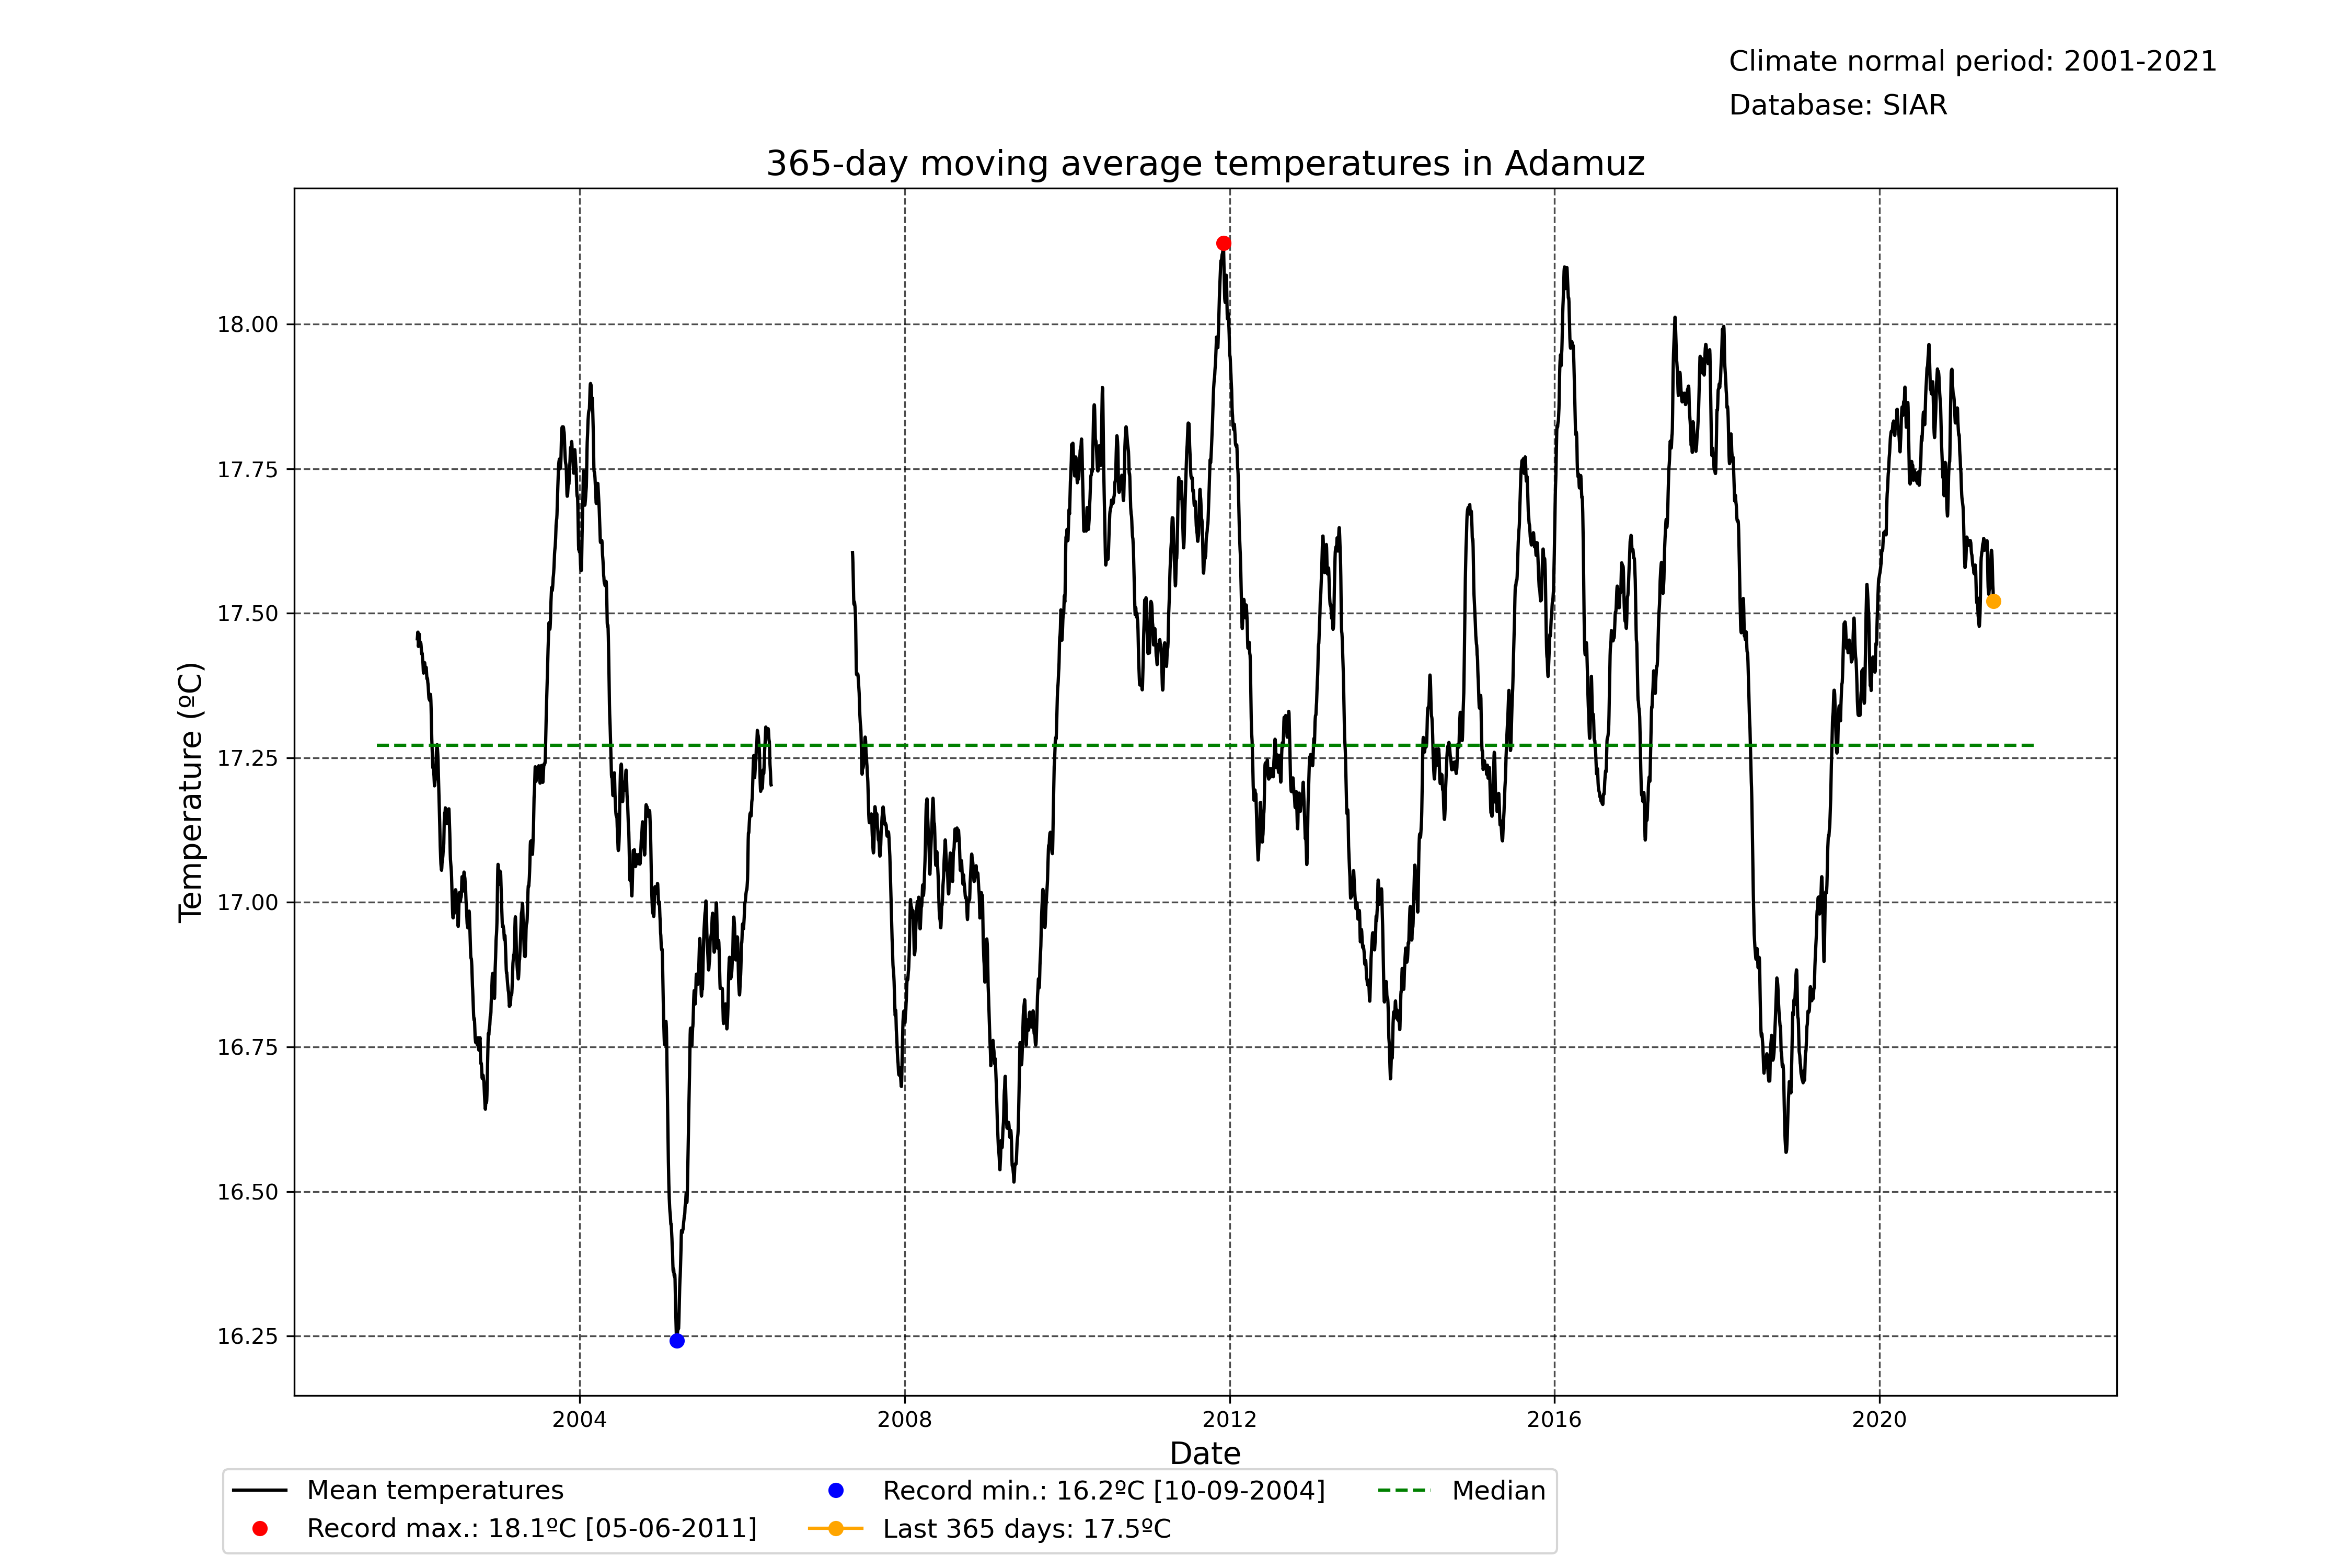 Climate normal period: 2001-2021
Database: SIAR
365-day moving average temperatures in Adamuz
18.00
17.75
17.50
17.25
17.00
16.75
16.50
16.25
Temperature (ºC)
2004 2008 2012 2016 2020
Date
Mean temperatures
Record max.: 18.1ºC [05-06-2011]
Record min.: 16.2ºC [10-09-2004]
Last 365 days: 17.5ºC
Median